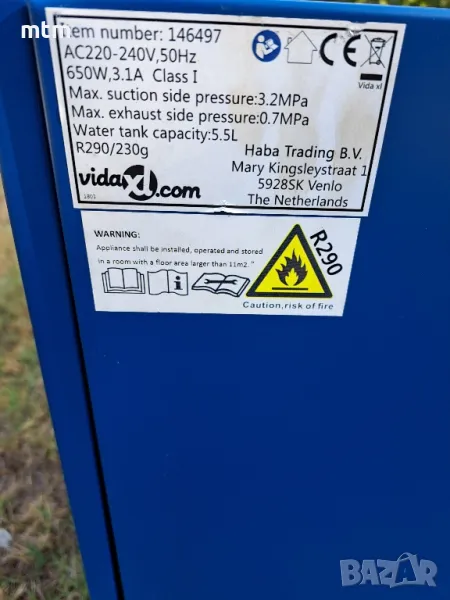 mtm
Item number: 146497
AC220-240V,50Hz
650W,3.1A Class I
Max. suction side pressure:3.2MPa
Max. exhaust side pressure:0.7MPa
Water tank capacity:5.5L
R290/230g
Vida xl
vidaXL.com
Haba Trading B.V.
Mary Kingsleystraat 1
5928SK Venlo
The Netherlands
WARNING:
Appliance shall be installed, operated and stored
in a room with a floor area larger than 11m2. "
R290
Caution,risk of fire
BAZAR